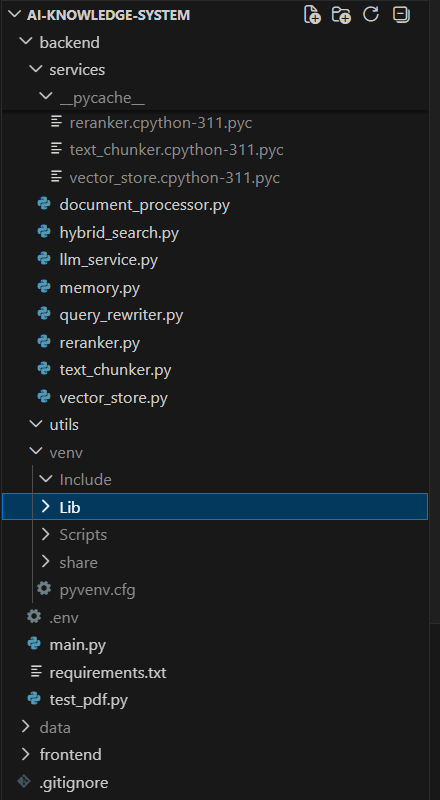 AI-KNOWLEDGE-SYSTEM
backend
services
__pycache__
reranker.cpython-311.pyc
text_chunker.cpython-311.pyc
vector_store.cpython-311.pyc
document_processor.py
hybrid_search.py
llm_service.py
memory.py
query_rewriter.py
reranker.py
text_chunker.py
vector_store.py
utils
venv
Include
Lib
Scripts
share
pyvenv.cfg
.env
main.py
requirements.txt
test_pdf.py
data
frontend
.gitignore